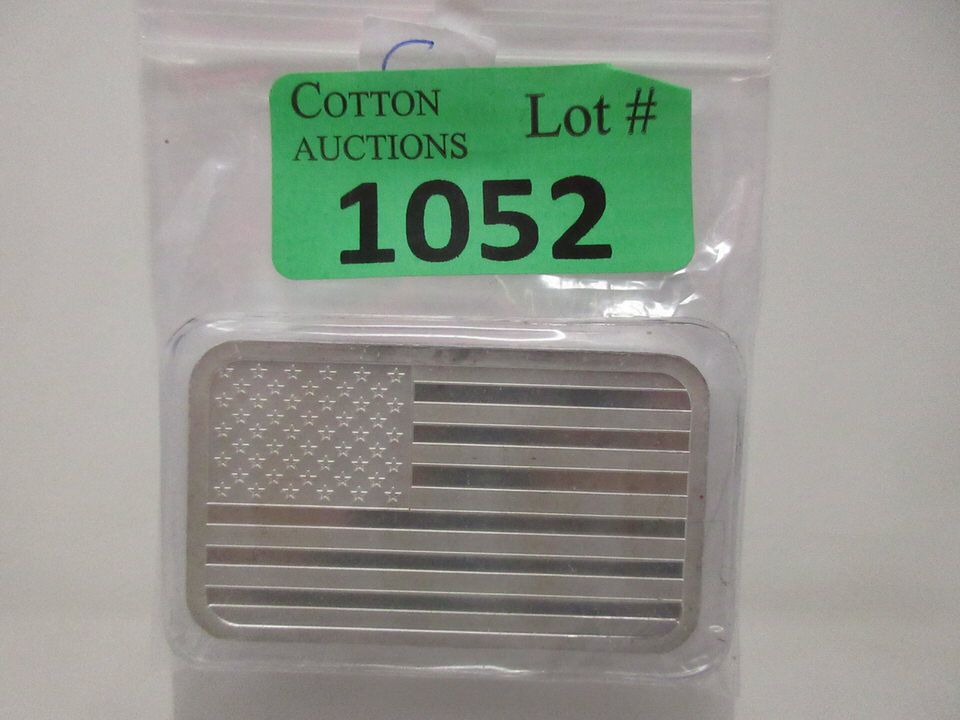 COTTON
AUCTIONS
Lot #
1052